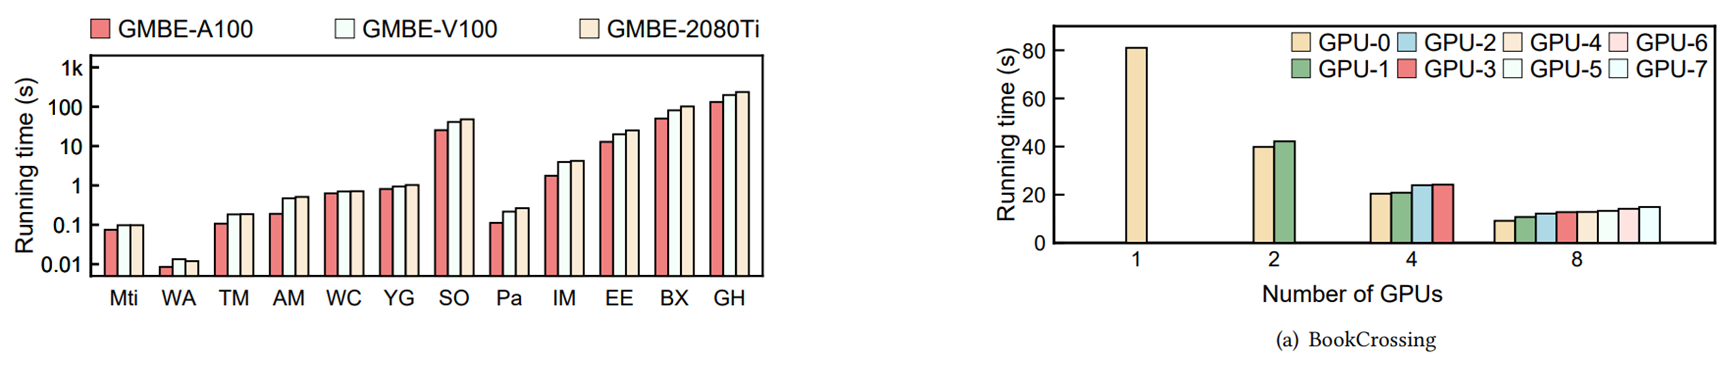 GMBE-A100 GMBE-V100 GMBE-2080Ti
Running time (s)
1k
100
10
1
0.1
0.01
Mti WA TM AM WC YG SO Pa IM EE BX GH
GPU-0 GPU-2 GPU-4 GPU-6
GPU-1 GPU-3 GPU-5 GPU-7
Running time (s)
80
60
40
20
0
1 2 4 8
Number of GPUs
(a) BookCrossing